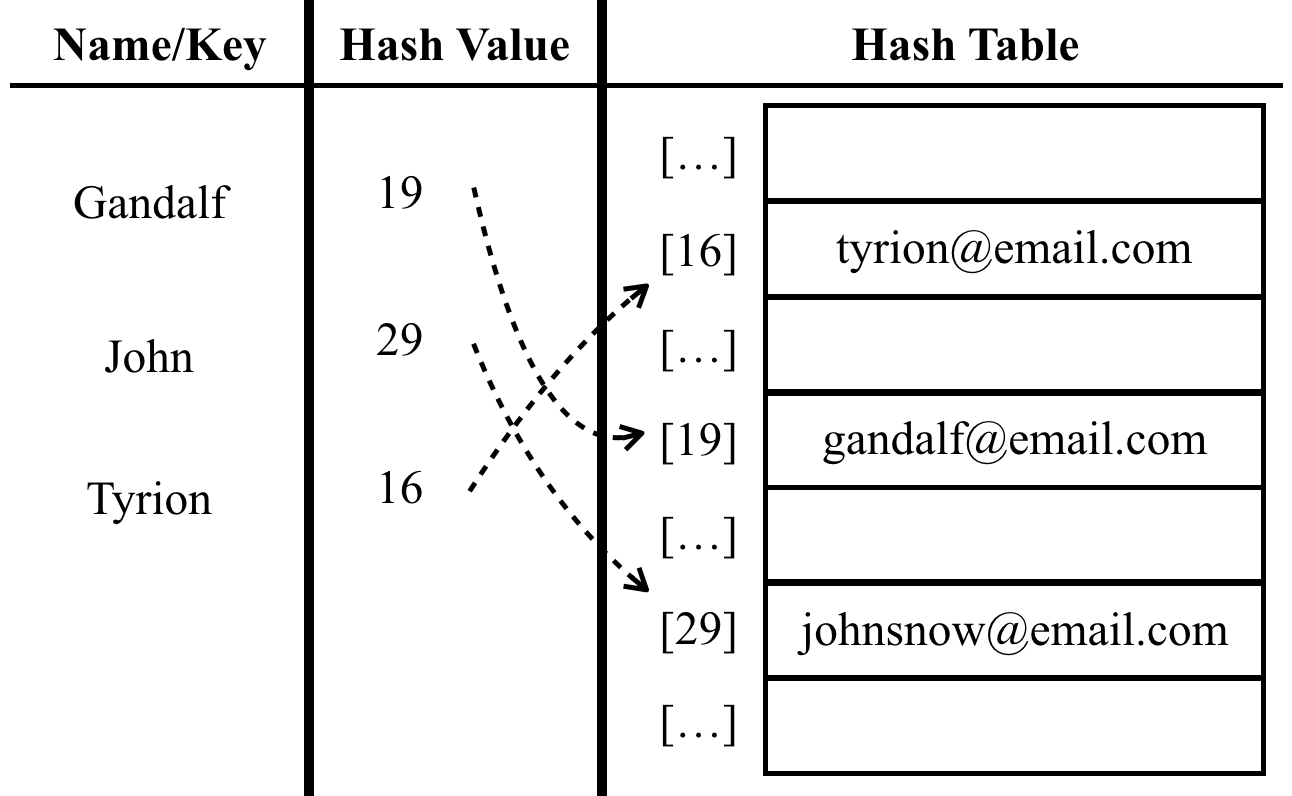 Name/Key Hash Value Hash Table
[…]
Gandalf 19
[16] tyrion@email.com
John 29 […]
[19] gandalf@email.com
Tyrion 16
[…]
[29] johnsnow@email.com
[…]